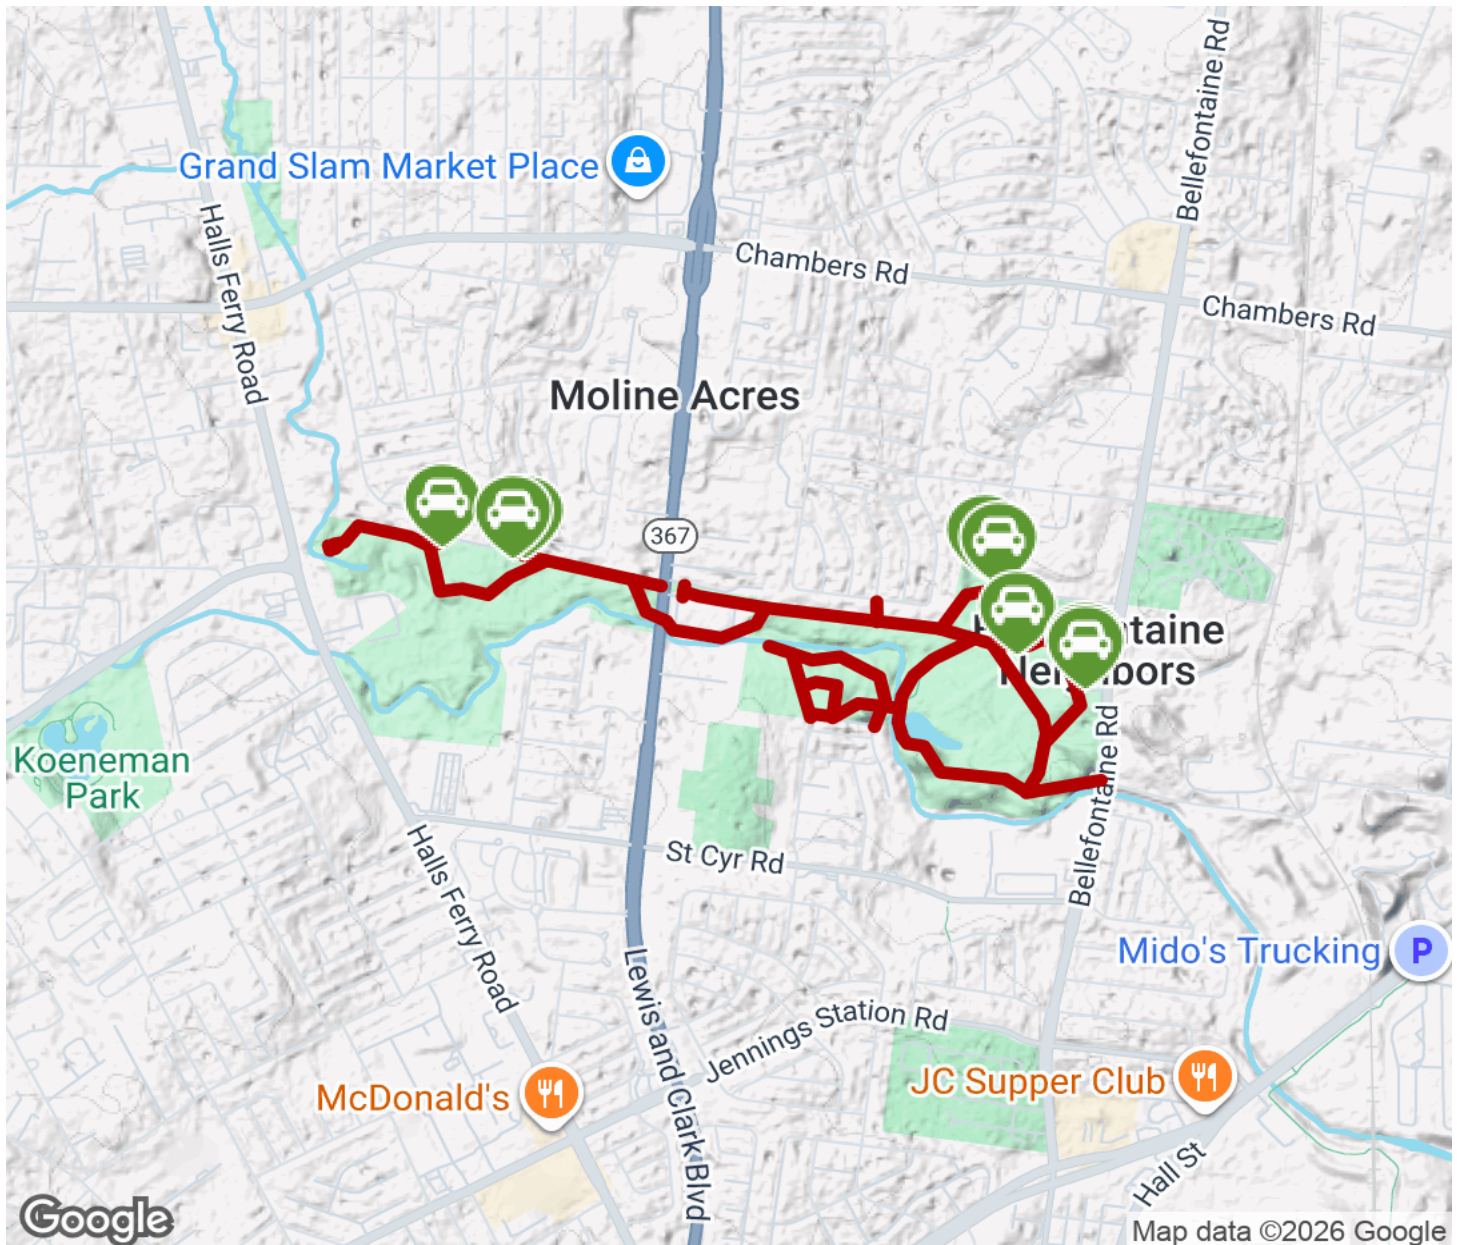 Bellefontaine Rd
Grand Slam Market Place
Halls Ferry Road
Chambers Rd
Chambers Rd
Moline Acres
367
taine
Neighbors
Koeneman
Park
Bellefontaine Rd
St Cyr Rd
Halls Ferry Road
Lewis and Clark Blvd
Mido's Trucking
P
Jennings Station Rd
McDonald's
JC Supper Club
Hall St
Google
Map data ©2026 Google